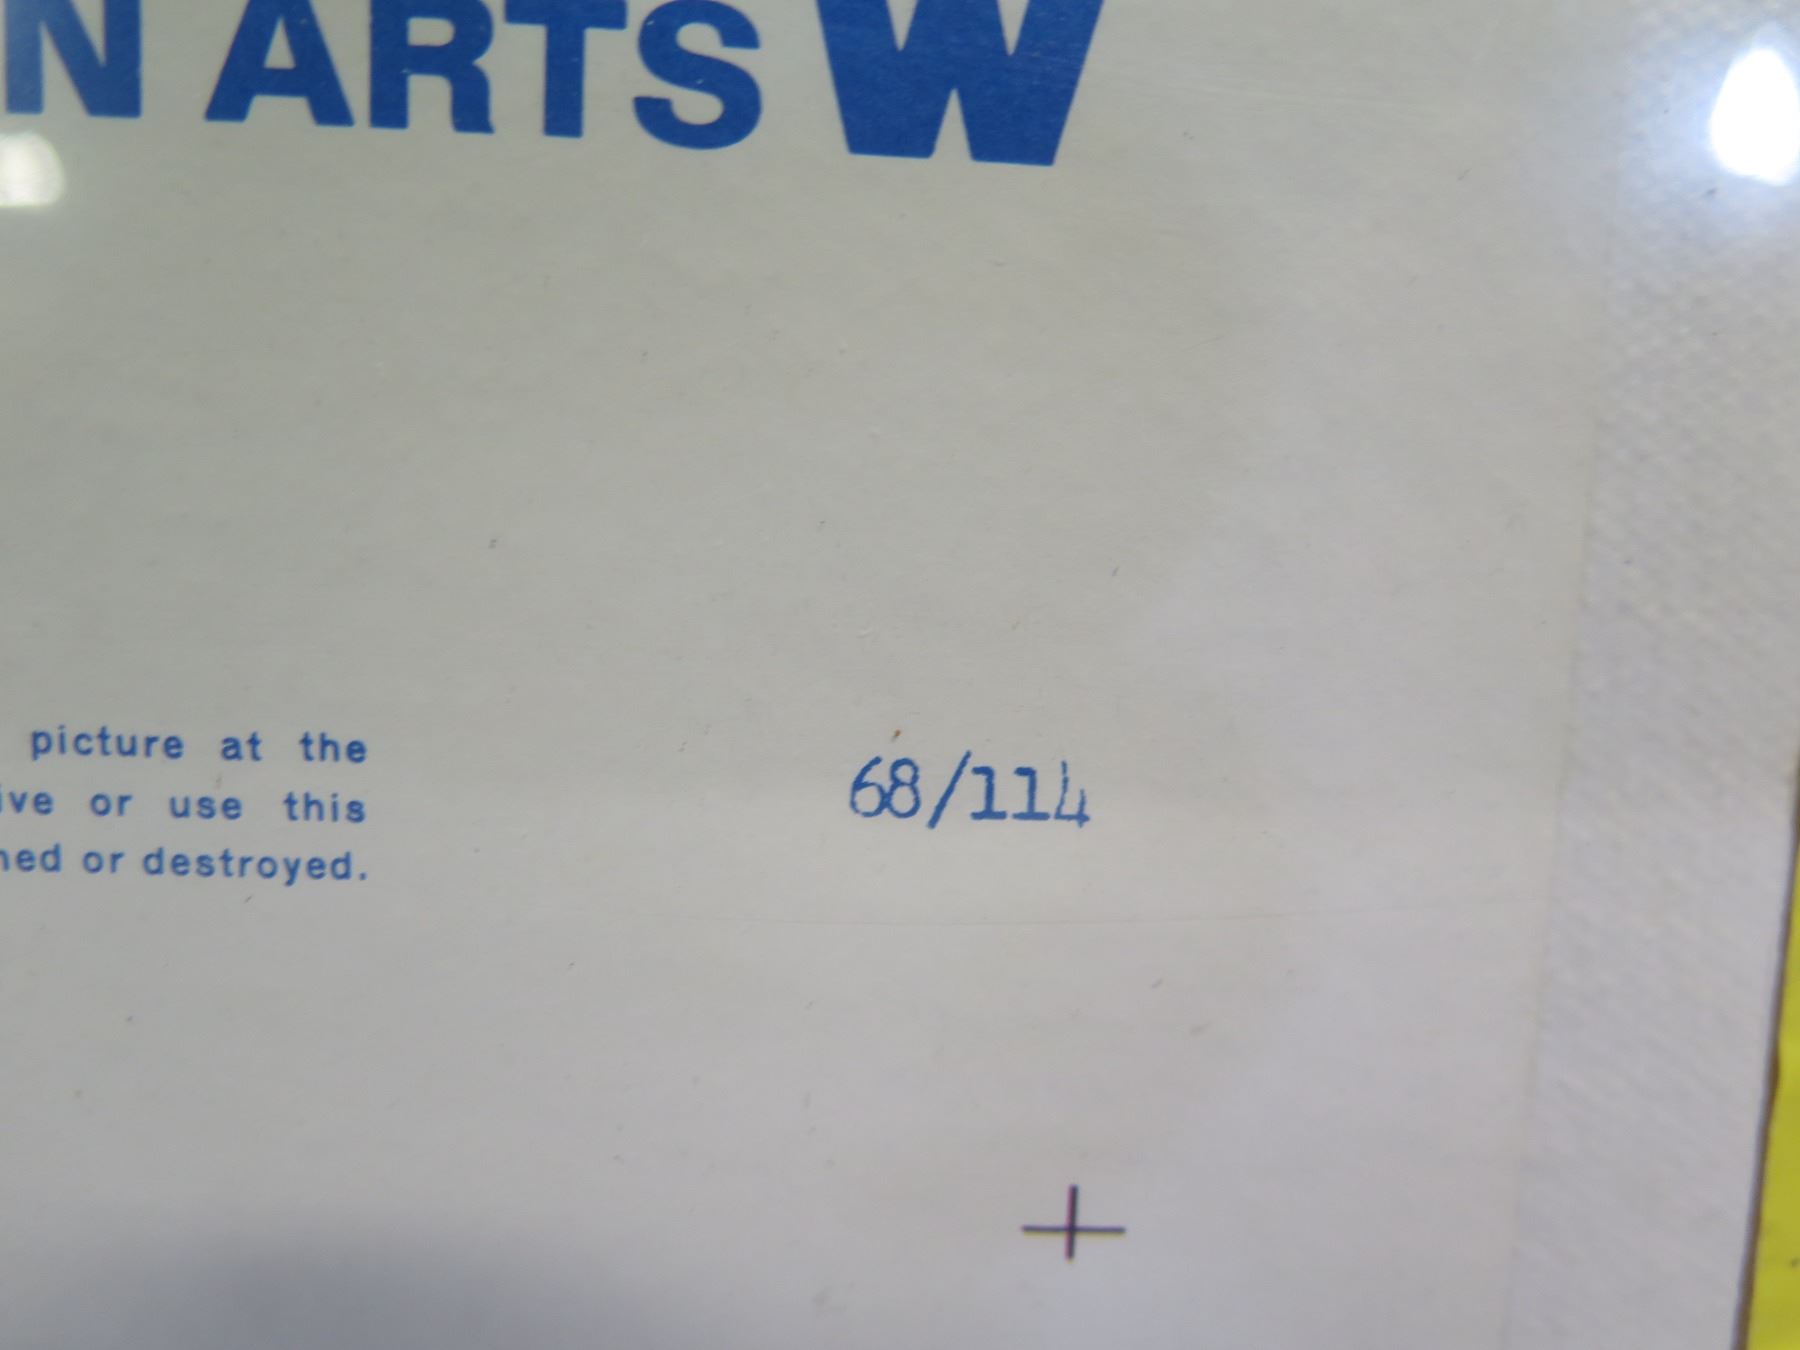 N ARTS W
picture at the
ive or use this
ned or destroyed.
68/114